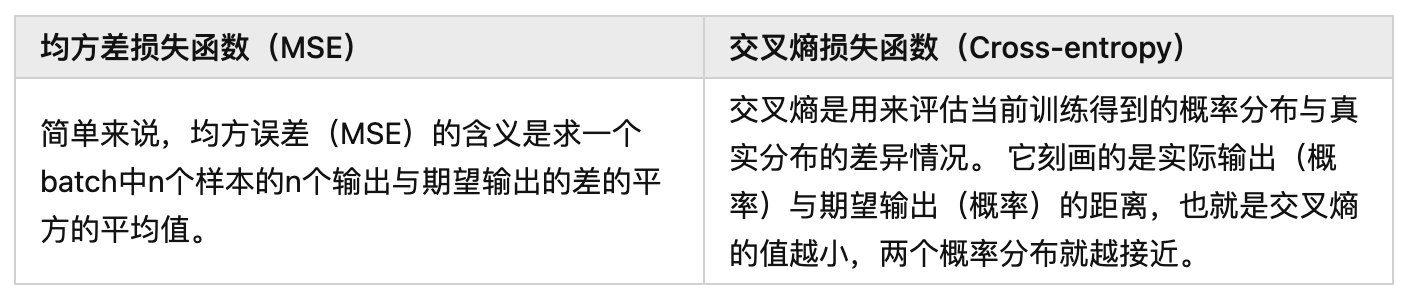 均方差损失函数（MSE）
交叉熵损失函数（Cross-entropy）
简单来说，均方误差（MSE）的含义是求一个
batch中n个样本的n个输出与期望输出的差的平
方的平均值。
交叉熵是用来评估当前训练得到的概率分布与真
实分布的差异情况。 它刻画的是实际输出（概
率）与期望输出（概率）的距离，也就是交叉熵
的值越小，两个概率分布就越接近。